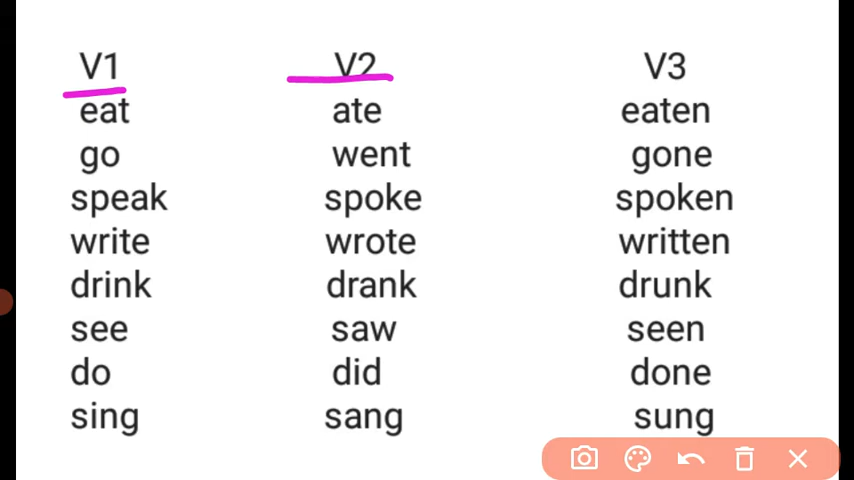 V1 V2 V3
eat ate eaten
go went gone
speak spoke spoken
write wrote written
drink drank drunk
see saw seen
do did done
sing sang sung